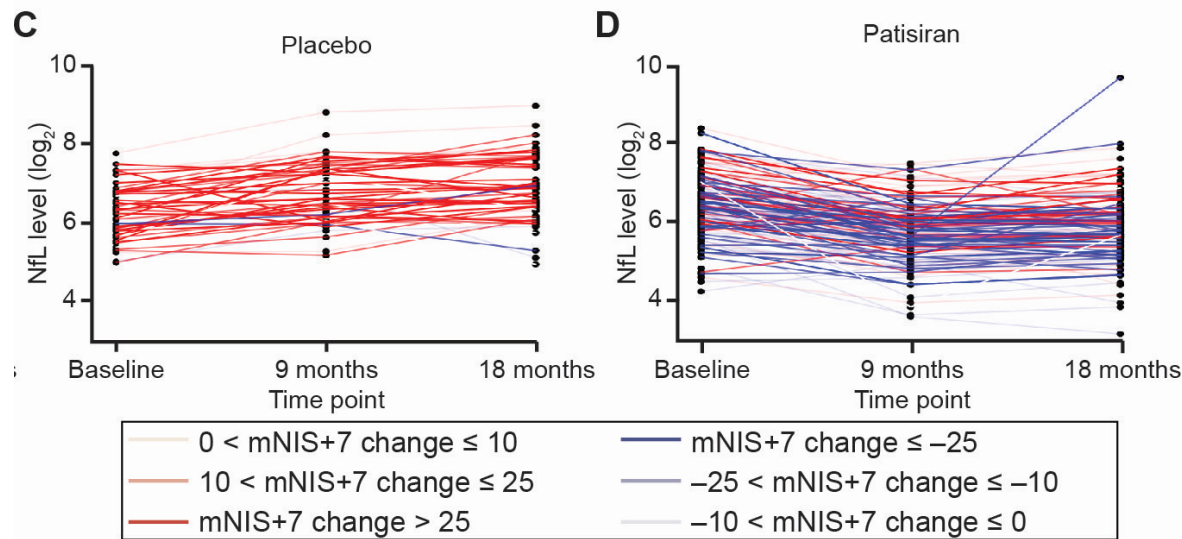 C
Placebo
10
8
6
4
NfL level (log₂)
Baseline
9 months
18 months
Time point
D
Patisiran
10
8
6
4
NfL level (log₂)
Baseline
9 months
18 months
Time point
0 < mNIS+7 change ≤ 10
10 < mNIS+7 change ≤ 25
mNIS+7 change > 25
mNIS+7 change ≤ –25
–25 < mNIS+7 change ≤ –10
–10 < mNIS+7 change ≤ 0